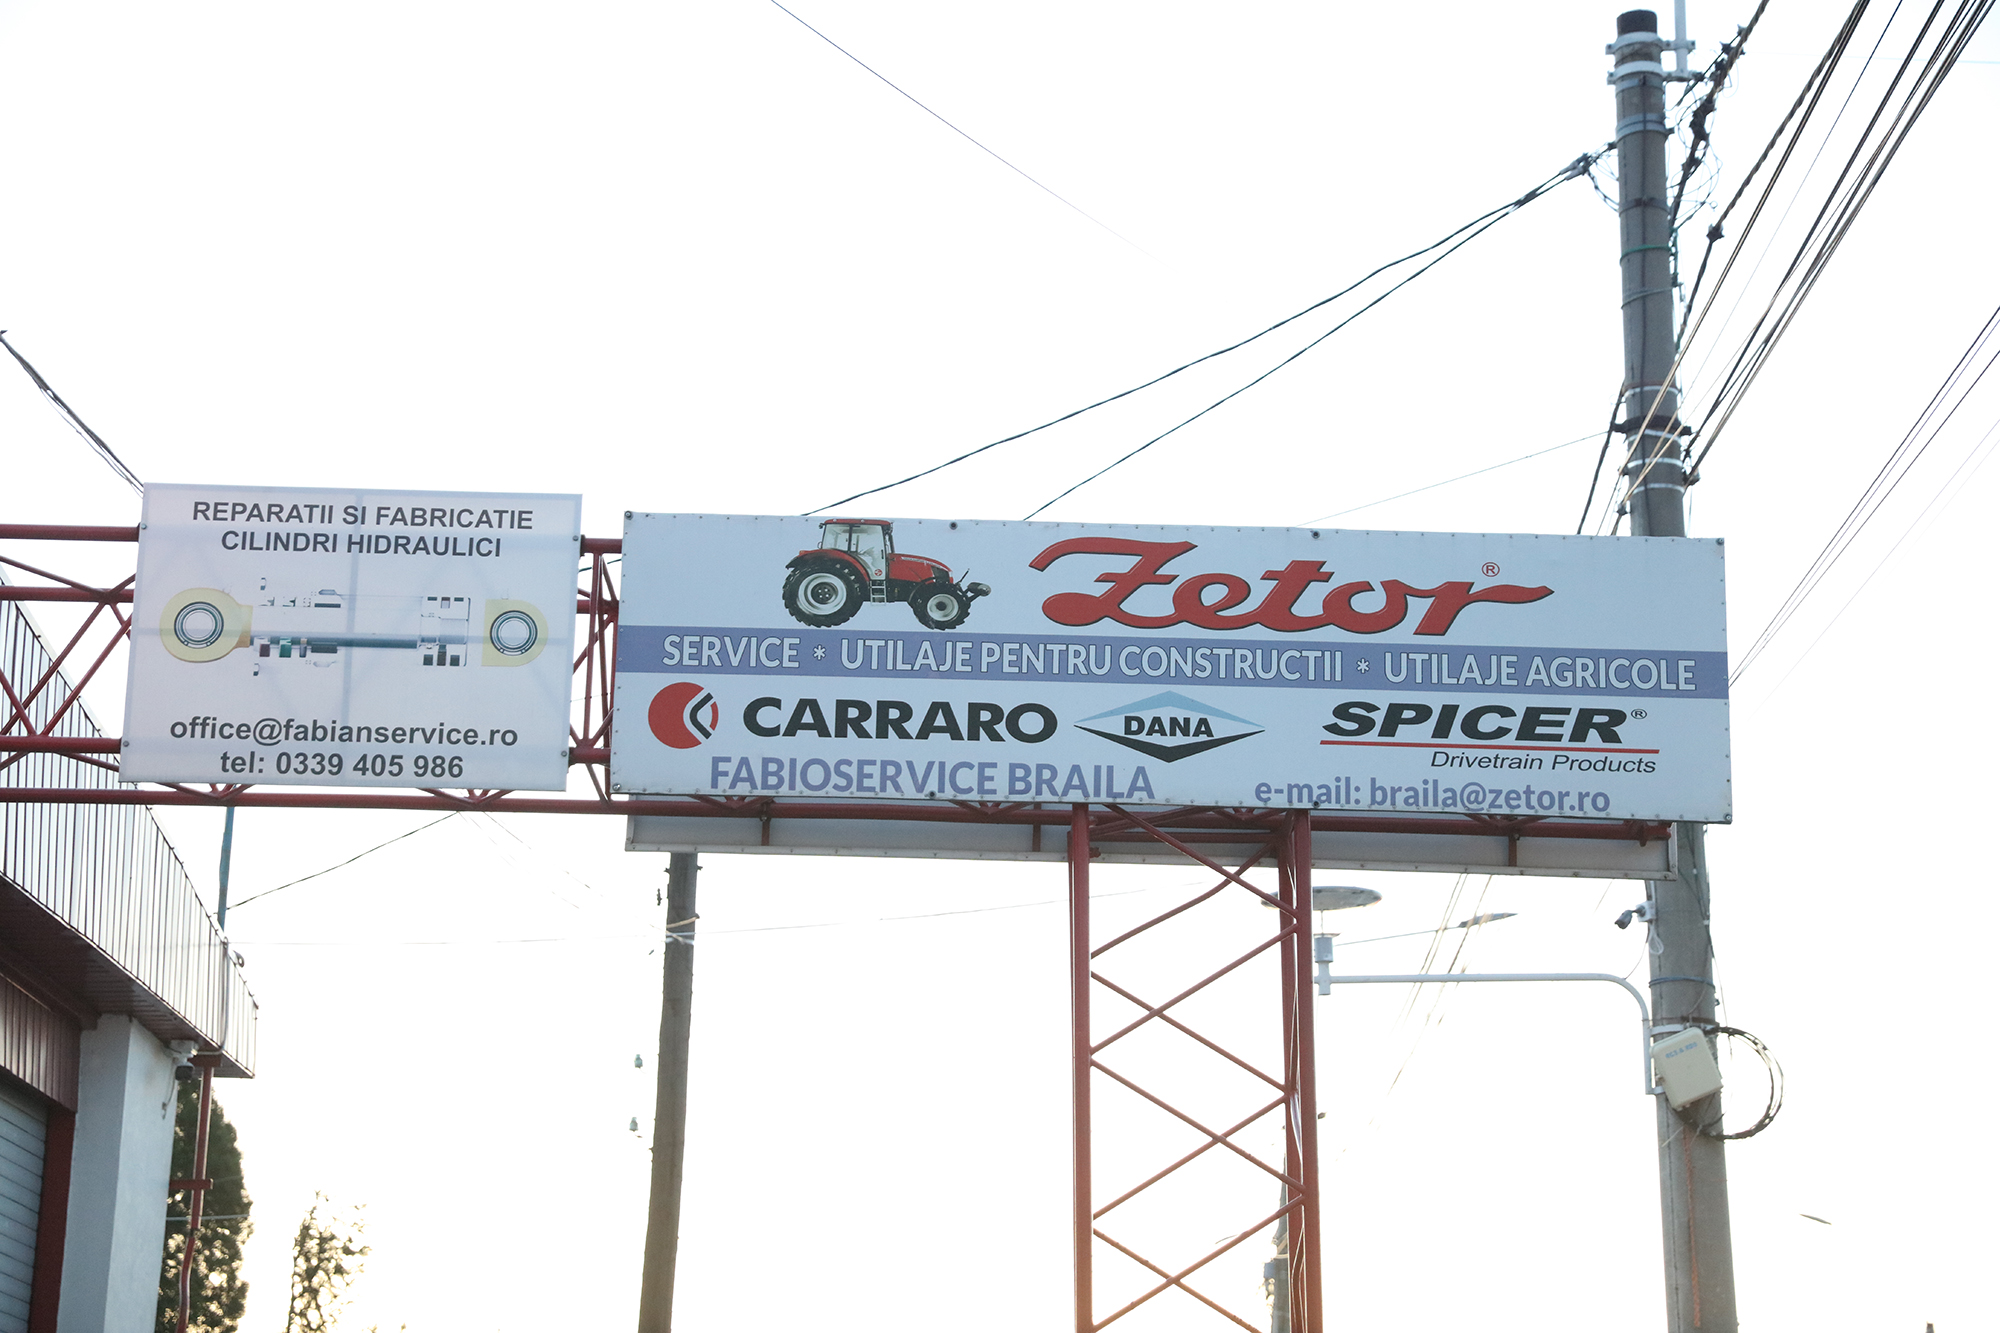 REPARATII SI FABRICATIE
CILINDRI HIDRAULICI
office@fabianservice.ro
tel: 0339 405 986
Zetor®
SERVICE * UTILAJE PENTRU CONSTRUCTII * UTILAJE AGRICOLE
CARRARO
DANA
SPICER®
Drivetrain Products
FABIOSERVICE BRAILA
e-mail: braila@zetor.ro